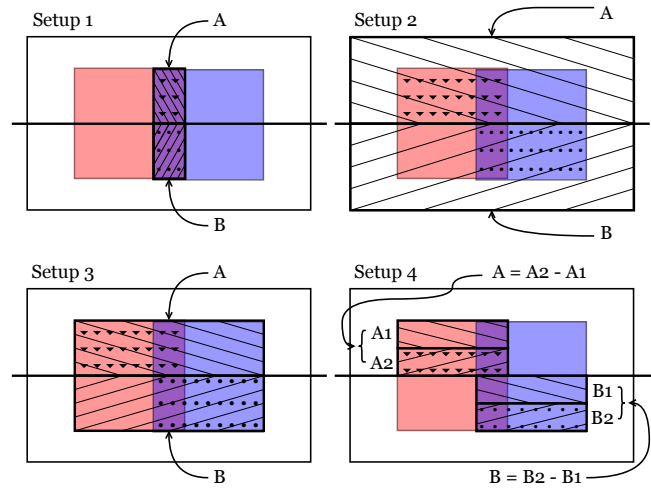 Setup 1
A
B
Setup 2
A
B
Setup 3
A
B
Setup 4
A = A2 - A1
A1
A2
B1
B2
B = B2 - B1